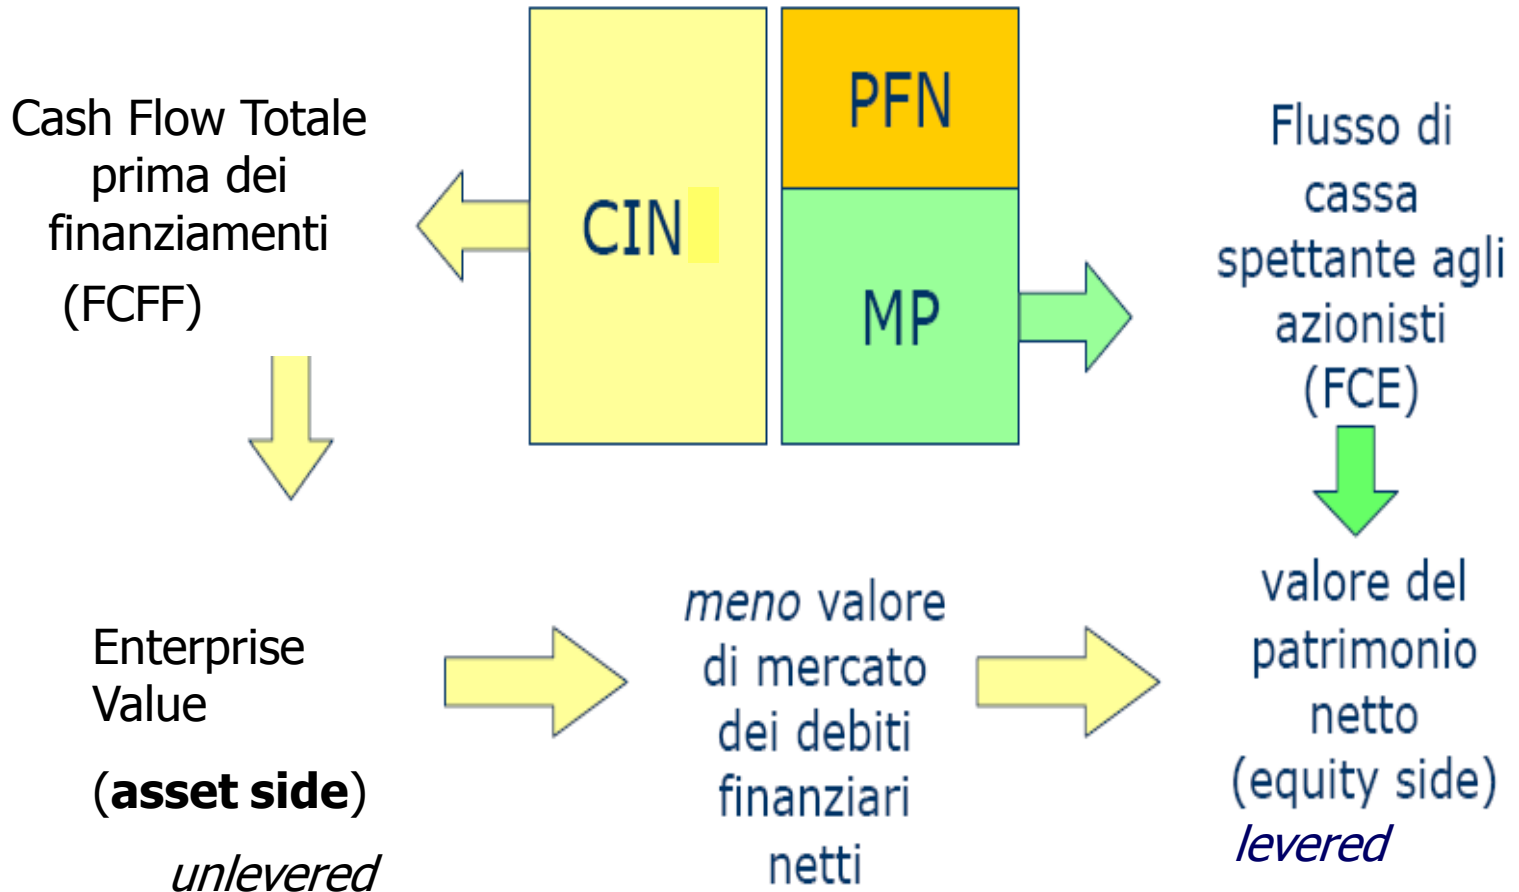 Cash Flow Totale
prima dei
finanziamenti
(FCFF)
CIN
PFN
MP
Flusso di
cassa
spettante agli
azionisti
(FCE)
Enterprise
Value
(asset side)
unlevered
meno valore
di mercato
dei debiti
finanziari
netti
valore del
patrimonio
netto
(equity side)
levered